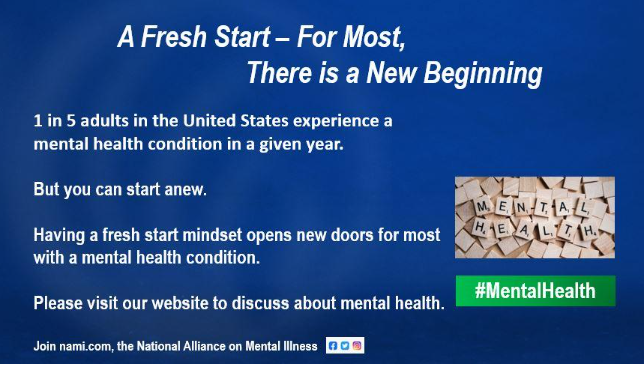 A Fresh Start – For Most,
There is a New Beginning
1 in 5 adults in the United States experience a
mental health condition in a given year.
But you can start anew.
Having a fresh start mindset opens new doors for most
with a mental health condition.
MENTAL
HEALTH
Please visit our website to discuss about mental health.
#MentalHealth
Join nami.com, the National Alliance on Mental Illness